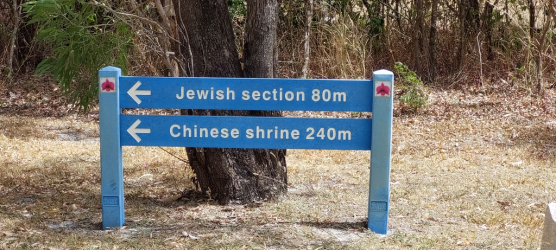 ← Jewish section 80m
← Chinese shrine 240m